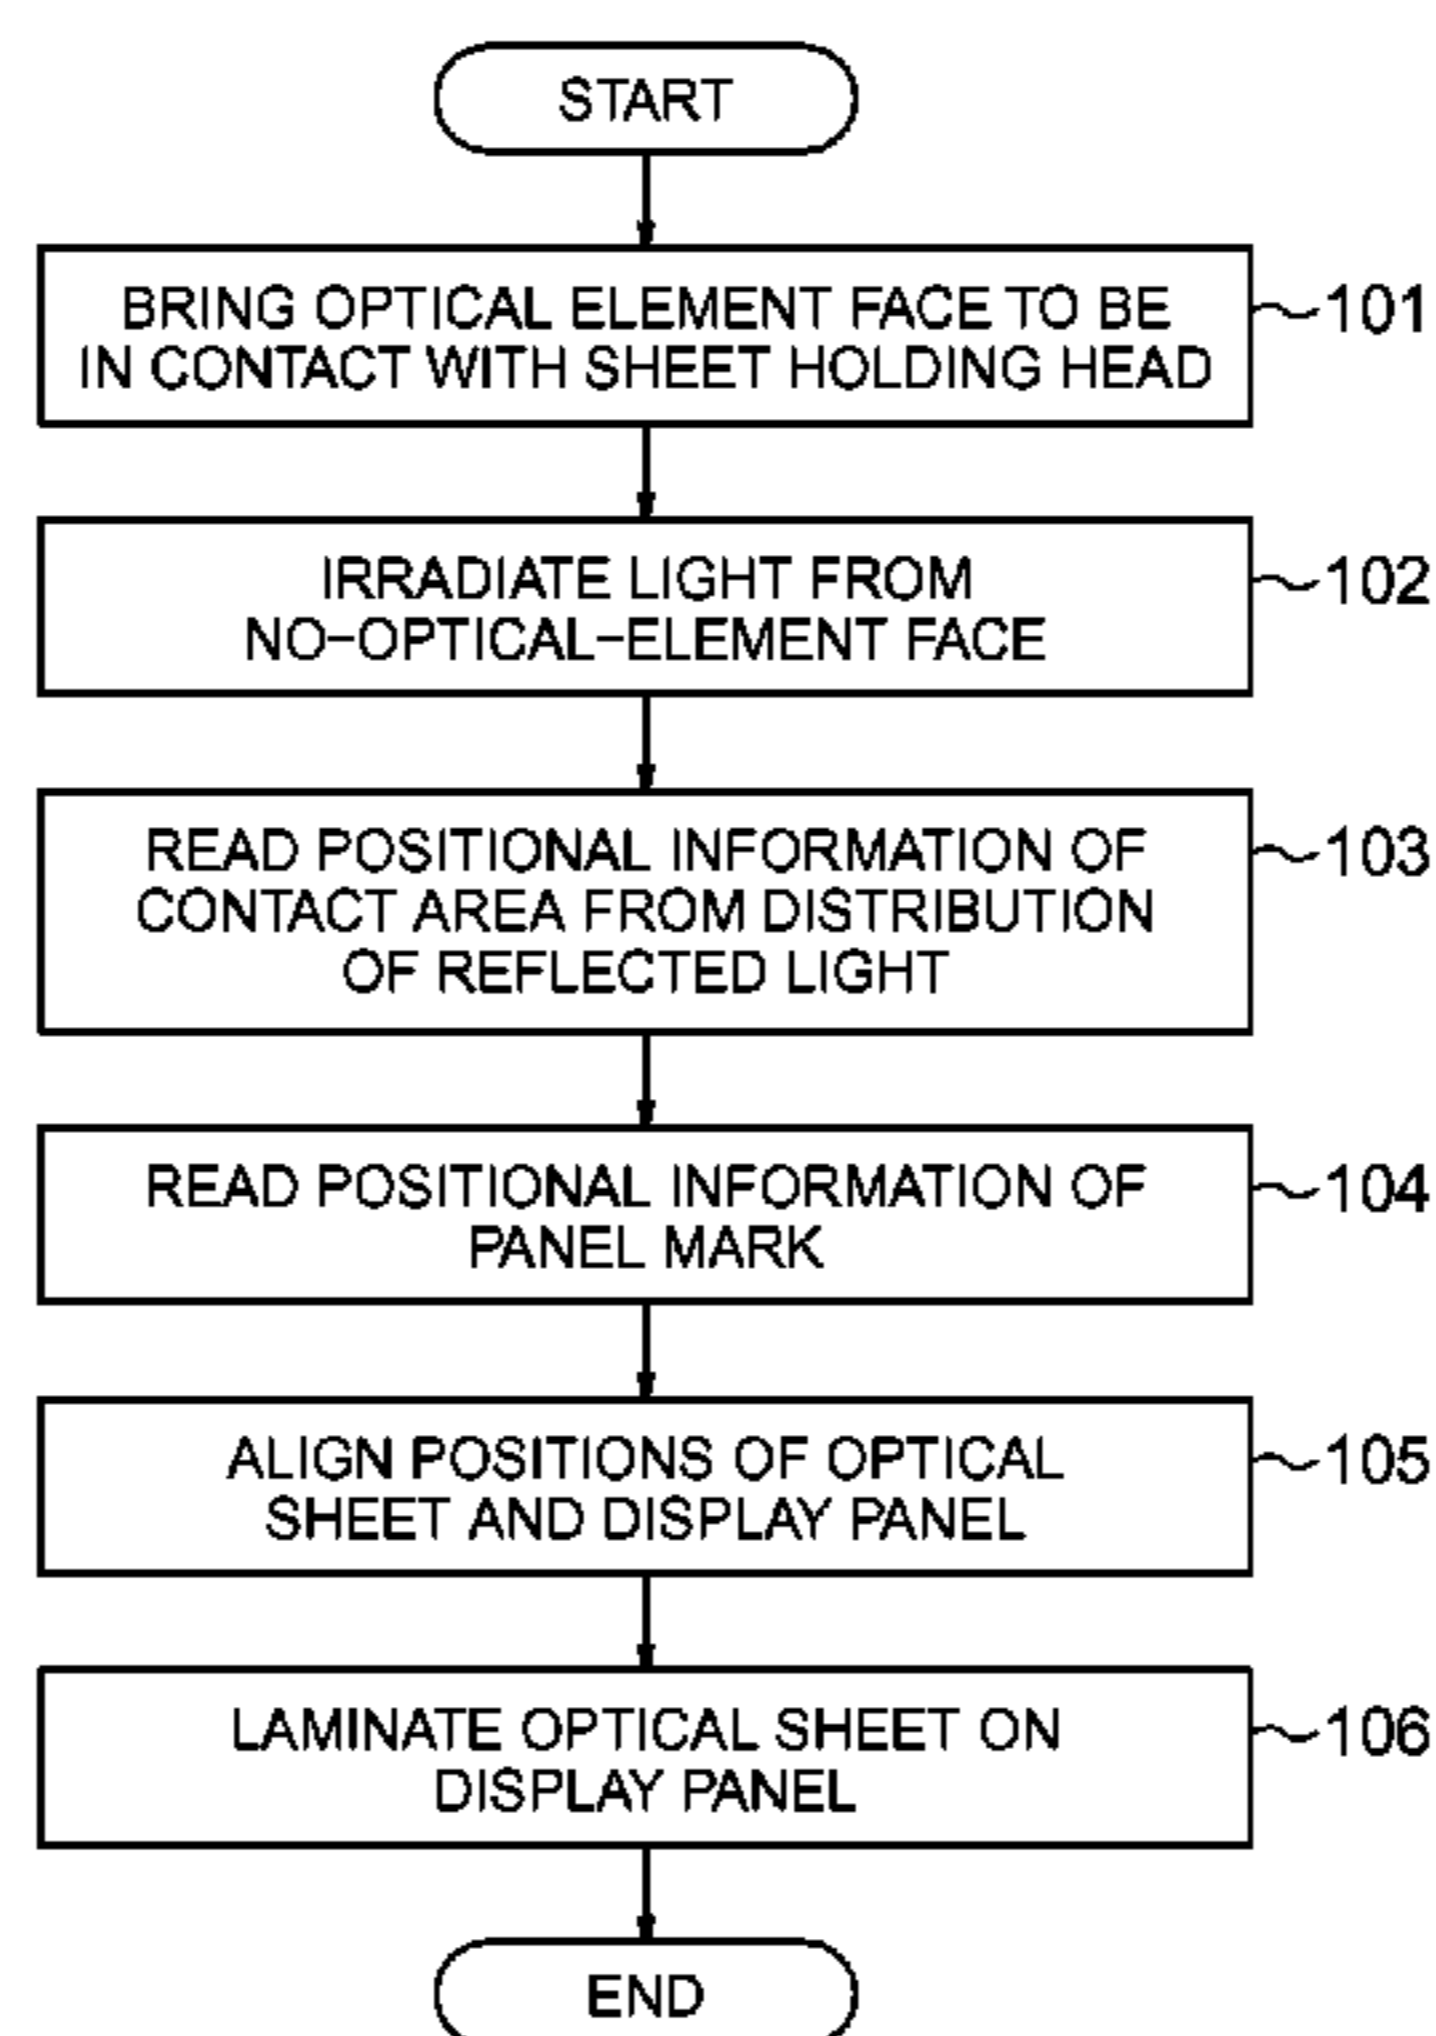 START
BRING OPTICAL ELEMENT FACE TO BE
IN CONTACT WITH SHEET HOLDING HEAD
101
IRRADIATE LIGHT FROM
NO-OPTICAL-ELEMENT FACE
102
READ POSITIONAL INFORMATION OF
CONTACT AREA FROM DISTRIBUTION
OF REFLECTED LIGHT
103
READ POSITIONAL INFORMATION OF
PANEL MARK
104
ALIGN POSITIONS OF OPTICAL
SHEET AND DISPLAY PANEL
105
LAMINATE OPTICAL SHEET ON
DISPLAY PANEL
106
END